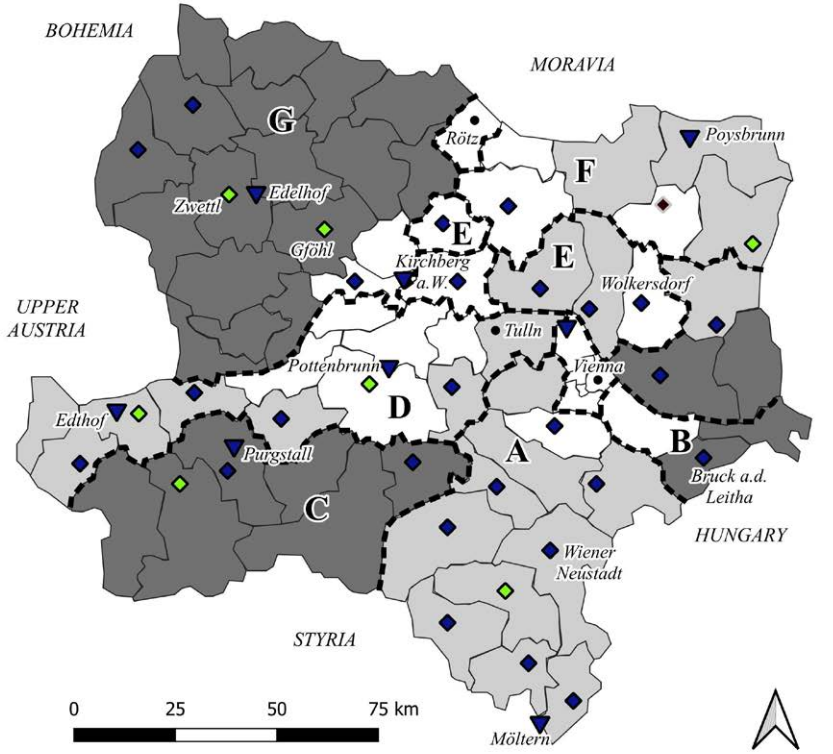 BOHEMIA
MORAVIA
G
Rötz
F
Poysbrunn
Zwettl
Edelhof
Gföhl
E
E
Kirchberg
a.W.
Wolkersdorf
UPPER
AUSTRIA
Tulln
Pottenbrunn
Vienna
Edthof
D
A
B
Purgstall
Bruck a.d.
Leitha
C
HUNGARY
Wiener
Neustadt
STYRIA
0 25 50 75 km
Möltern